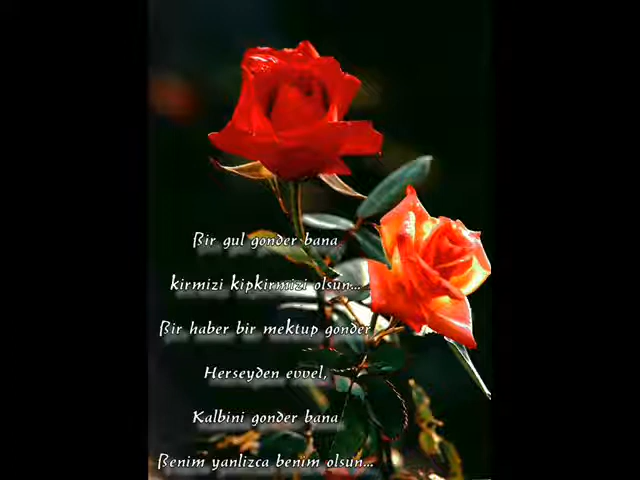 Bir gul gonder bana,
kirmizi kipkirmizi olsun...
Bir haber bir mektup gonder
Herseyden evvel,
Kalbini gonder bana
Benim yanlizca benim olsun...